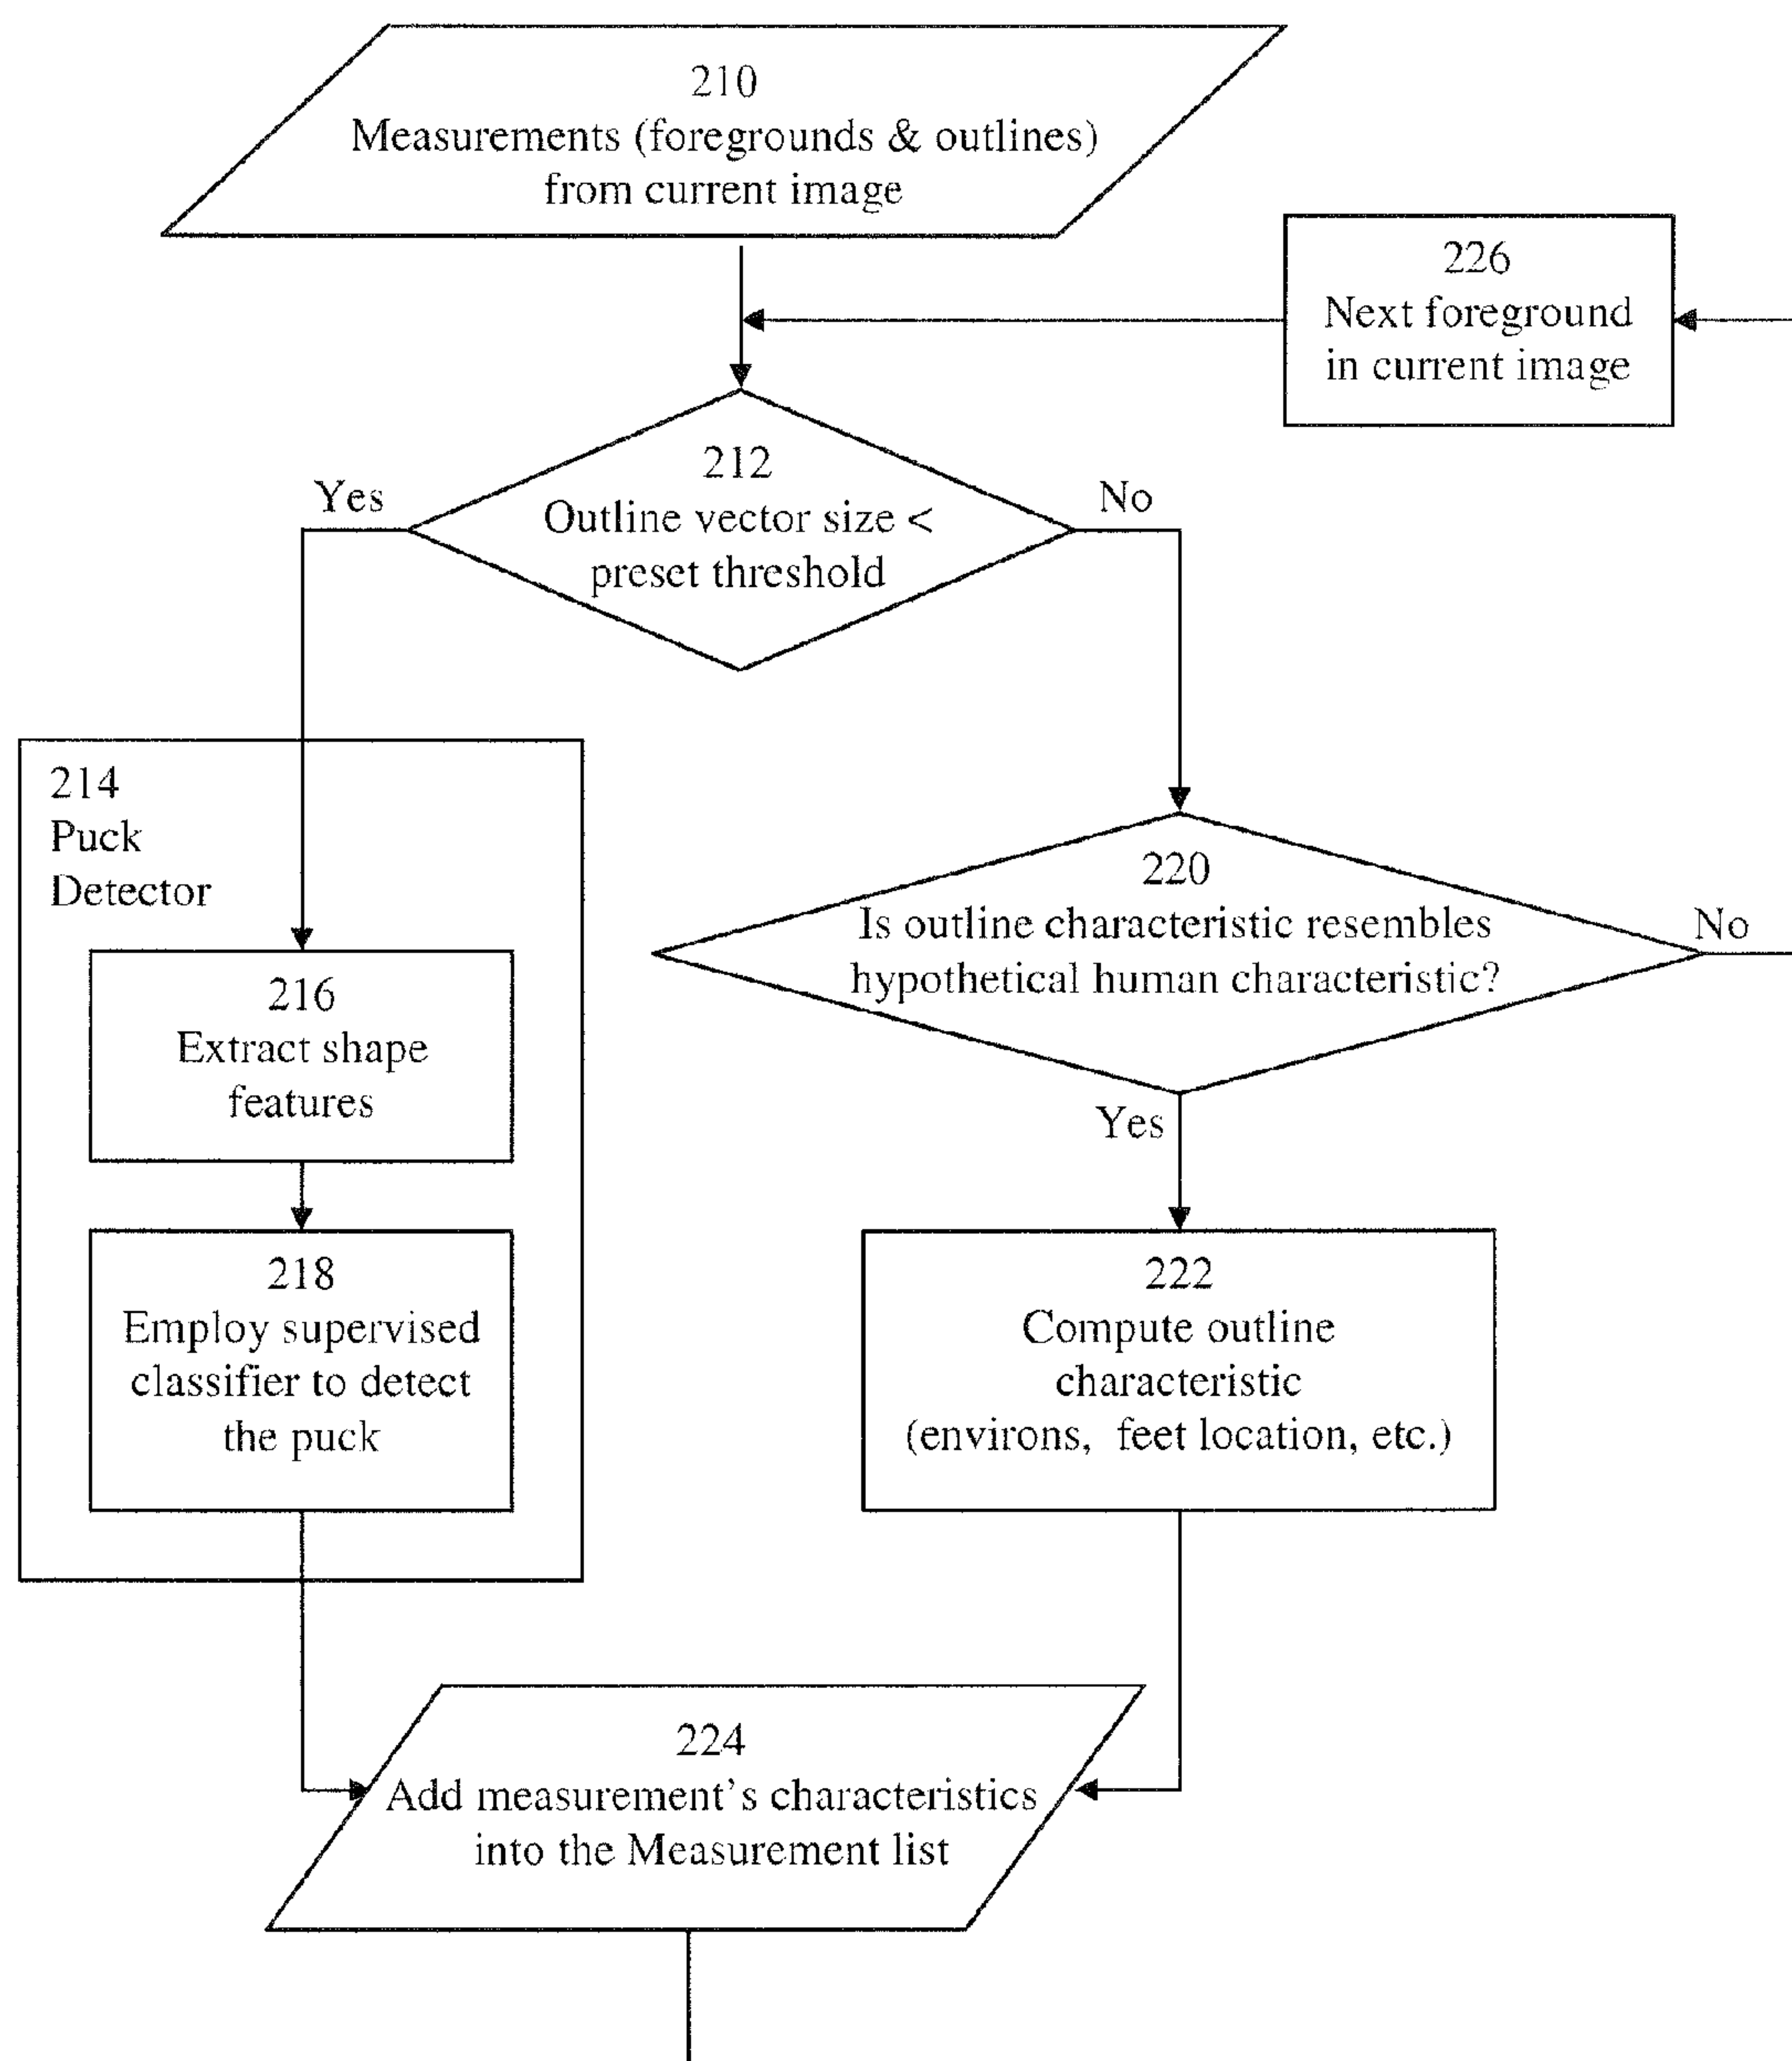 210
Measurements (foregrounds & outlines)
from current image
226
Next foreground
in current image
212
Outline vector size <
preset threshold
Yes
No
214
Puck
Detector
216
Extract shape
features
218
Employ supervised
classifier to detect
the puck
220
Is outline characteristic resembles
hypothetical human characteristic?
No
Yes
222
Compute outline
characteristic
(environs, feet location, etc.)
224
Add measurement's characteristics
into the Measurement list